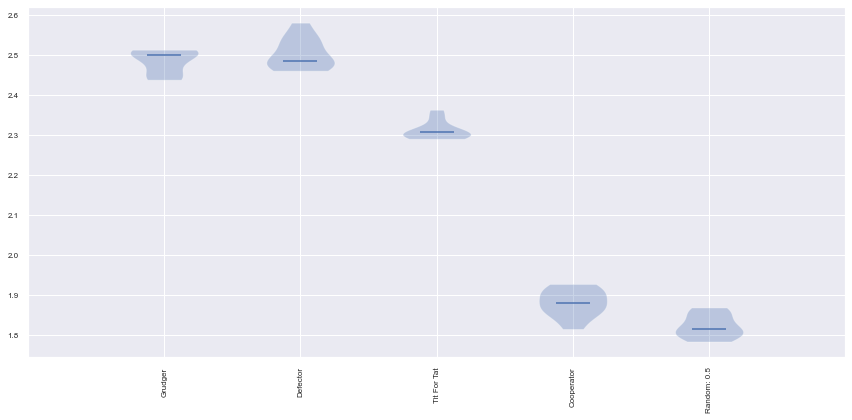 2.6
2.5
2.4
2.3
2.2
2.1
2.0
1.9
1.8
Grudger
Defector
Tit For Tat
Cooperator
Random: 0.5